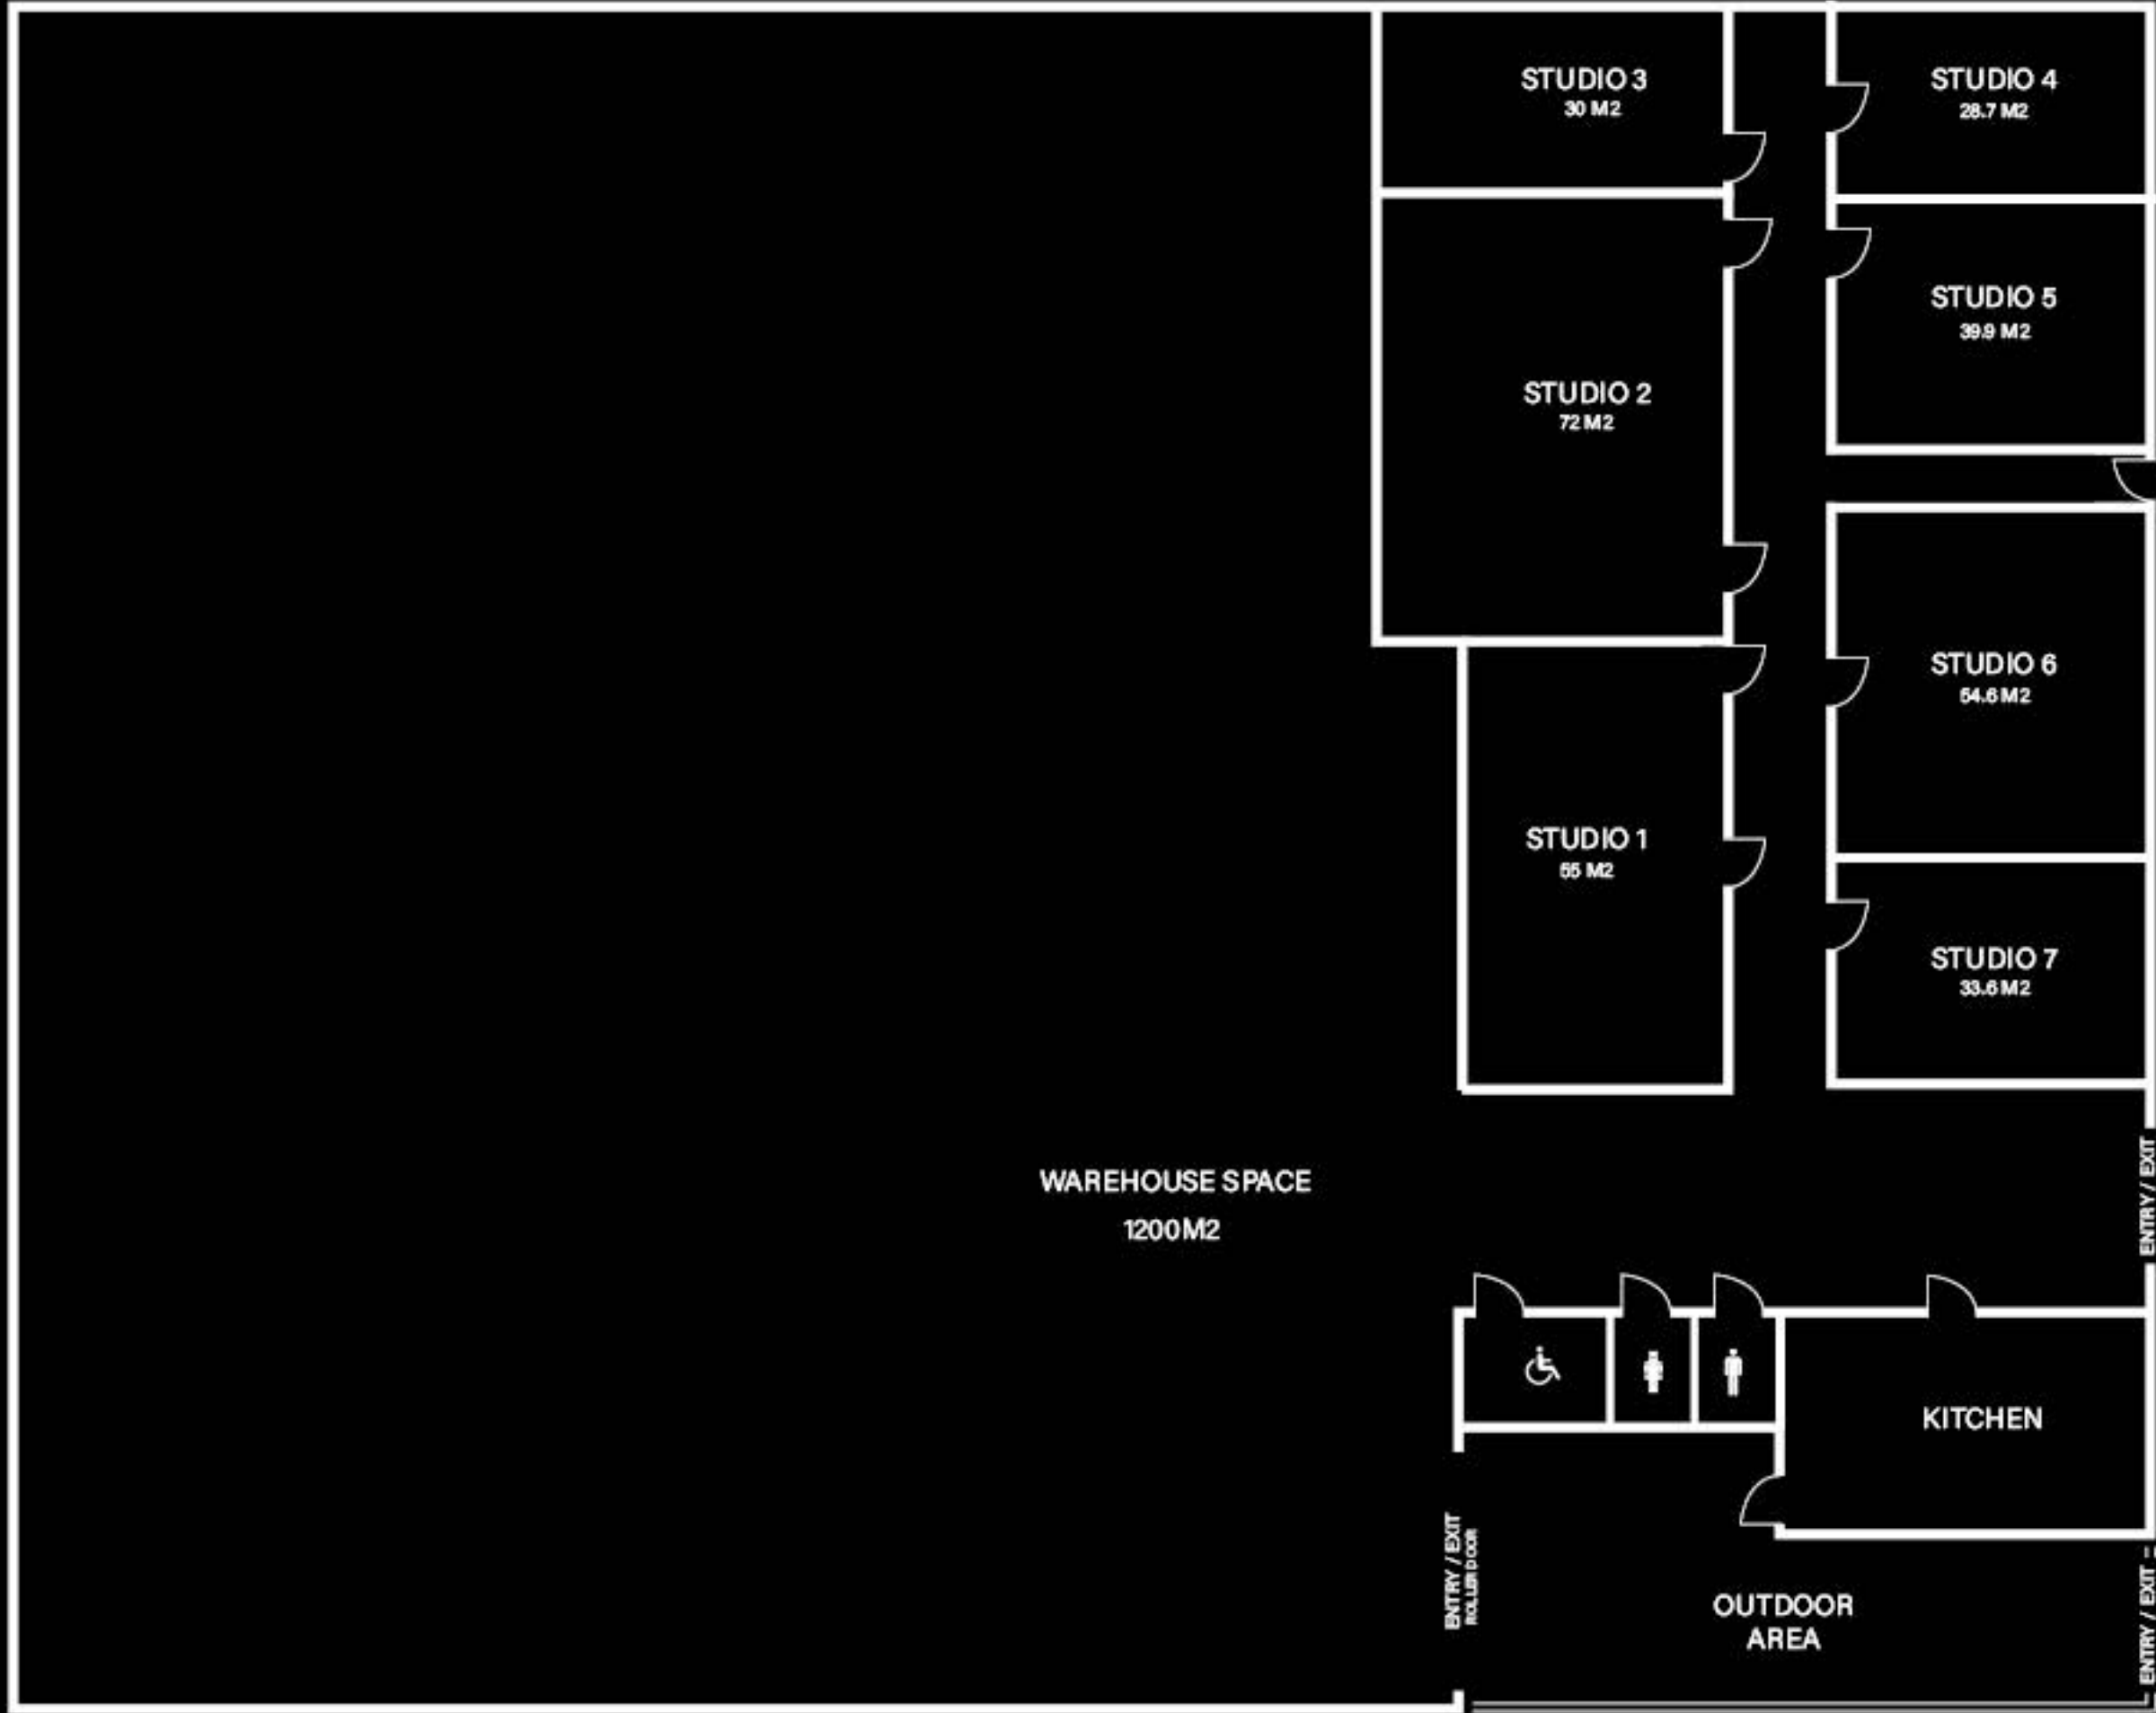 STUDIO 3
30 M2
STUDIO 4
28.7 M2
STUDIO 5
39.9 M2
STUDIO 2
72 M2
STUDIO 6
54.6 M2
STUDIO 1
55 M2
STUDIO 7
33.6 M2
WAREHOUSE SPACE
1200 M2
ENTRY / EXIT
KITCHEN
ENTRY / EXIT
ROLLER DOOR
OUTDOOR
AREA
ENTRY / EXIT